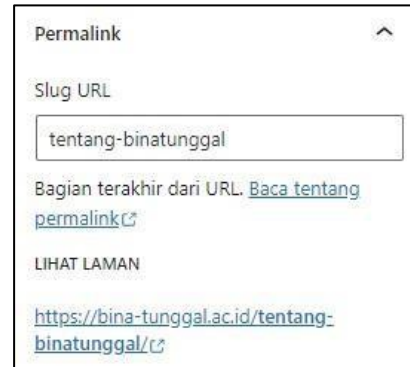 Permalink
Slug URL
tentang-binatunggal
Bagian terakhir dari URL. Baca tentang
permalink
LIHAT LAMAN
https://bina-tunggal.ac.id/tentang-
binatunggal/